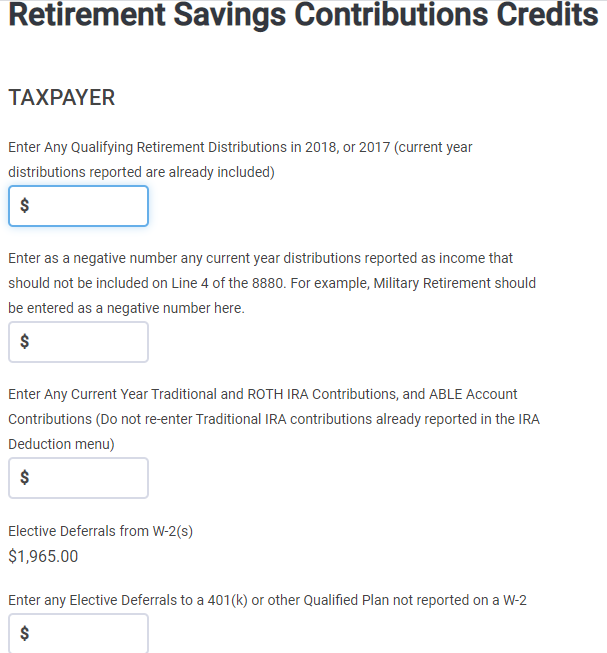 Retirement Savings Contributions Credits
TAXPAYER
Enter Any Qualifying Retirement Distributions in 2018, or 2017 (current year
distributions reported are already included)
$
Enter as a negative number any current year distributions reported as income that
should not be included on Line 4 of the 8880. For example, Military Retirement should
be entered as a negative number here.
$
Enter Any Current Year Traditional and ROTH IRA Contributions, and ABLE Account
Contributions (Do not re-enter Traditional IRA contributions already reported in the IRA
Deduction menu)
$
Elective Deferrals from W-2(s)
$1,965.00
Enter any Elective Deferrals to a 401(k) or other Qualified Plan not reported on a W-2
$